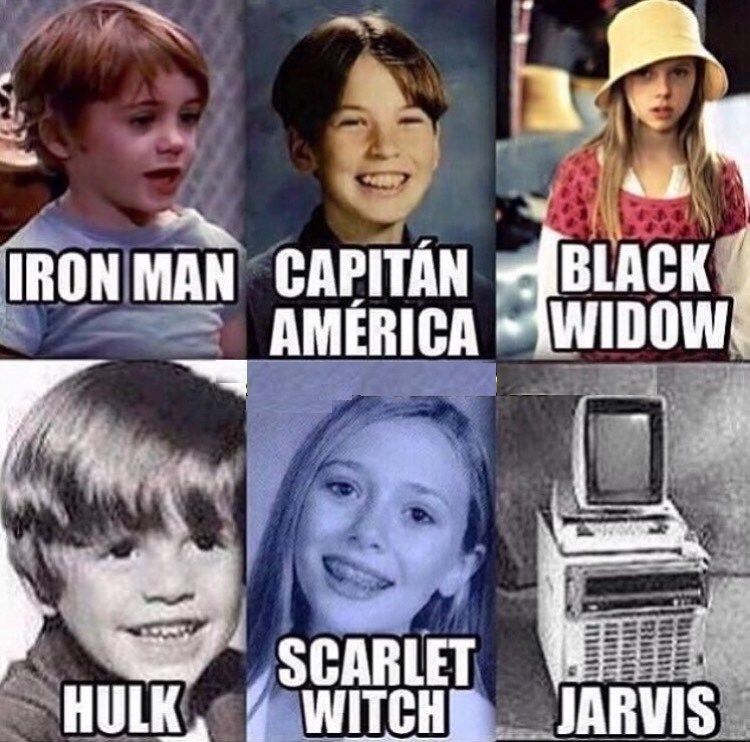 IRON MAN
CAPITÁN
AMÉRICA
BLACK
WIDOW
HULK
SCARLET
WITCH
JARVIS